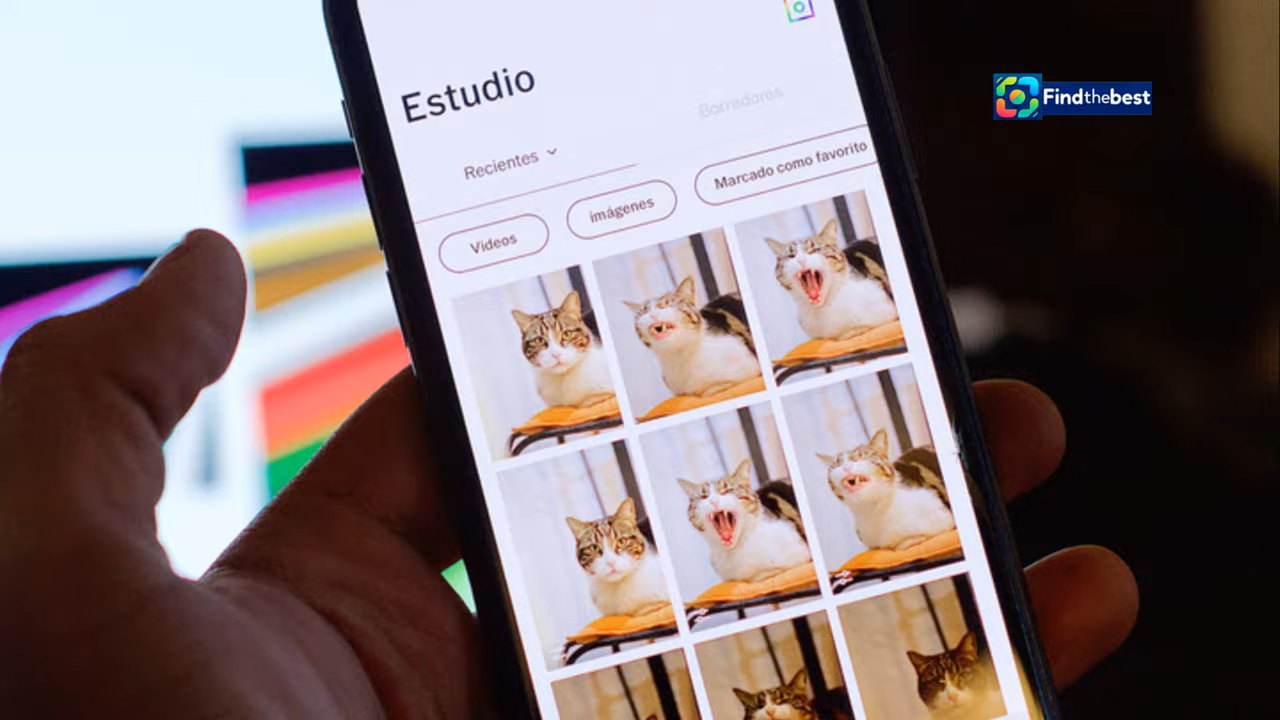 Estudio
Borradores
Recientes
Videos
imágenes
Marcado como favorito
Findthebest